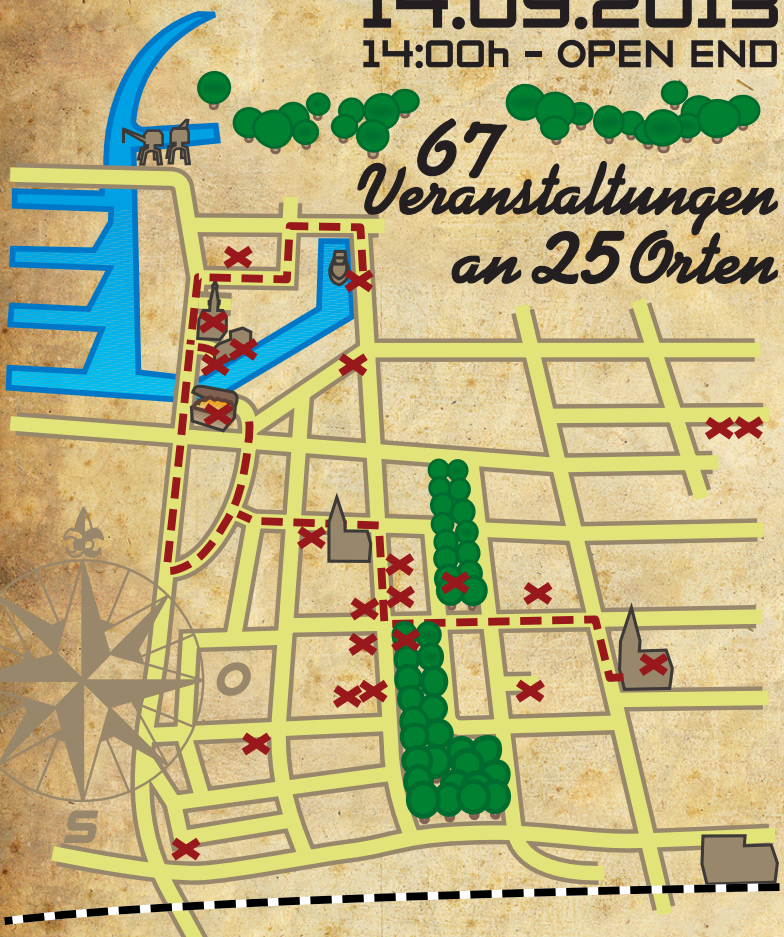 14.09.2013
14:00h - OPEN END
67
Veranstaltungen
an 25 Orten
O
S